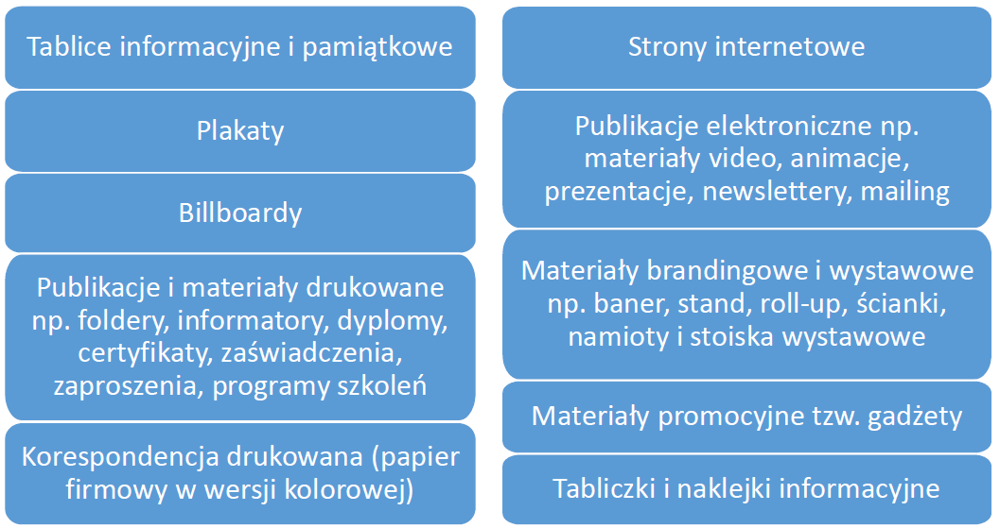 Tablice informacyjne i pamiątkowe
Plakaty
Billboardy
Publikacje i materiały drukowane
np. foldery, informatory, dyplomy,
certyfikaty, zaświadczenia,
zaproszenia, programy szkoleń
Korespondencja drukowana (papier
firmowy w wersji kolorowej)
Strony internetowe
Publikacje elektroniczne np.
materiały video, animacje,
prezentacje, newslettery, mailing
Materiały brandingowe i wystawowe
np. baner, stand, roll-up, ścianki,
namioty i stoiska wystawowe
Materiały promocyjne tzw. gadżety
Tabliczki i naklejki informacyjne